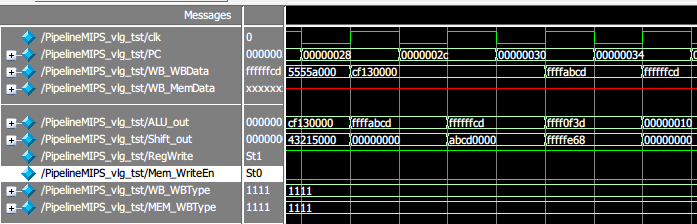 Messages
/PipelineMIPS_vlg_tst/clk 0
/PipelineMIPS_vlg_tst/PC 000000 00000028 0000002c 00000030 00000034
/PipelineMIPS_vlg_tst/WB_WBData ffffffcd 5555a000 cf130000 ffffabcd ffffffcd
/PipelineMIPS_vlg_tst/WB_MemData xxxxxx
/PipelineMIPS_vlg_tst/ALU_out 000000 cf130000 ffffabcd ffffffcd ffff0f3d 00000010
/PipelineMIPS_vlg_tst/Shift_out 000000 43215000 00000000 abcd0000 fffffe68 00000000
/PipelineMIPS_vlg_tst/RegWrite St1
/PipelineMIPS_vlg_tst/Mem_WriteEn St0
/PipelineMIPS_vlg_tst/WB_WBType 1111 1111
/PipelineMIPS_vlg_tst/MEM_WBType 1111 1111